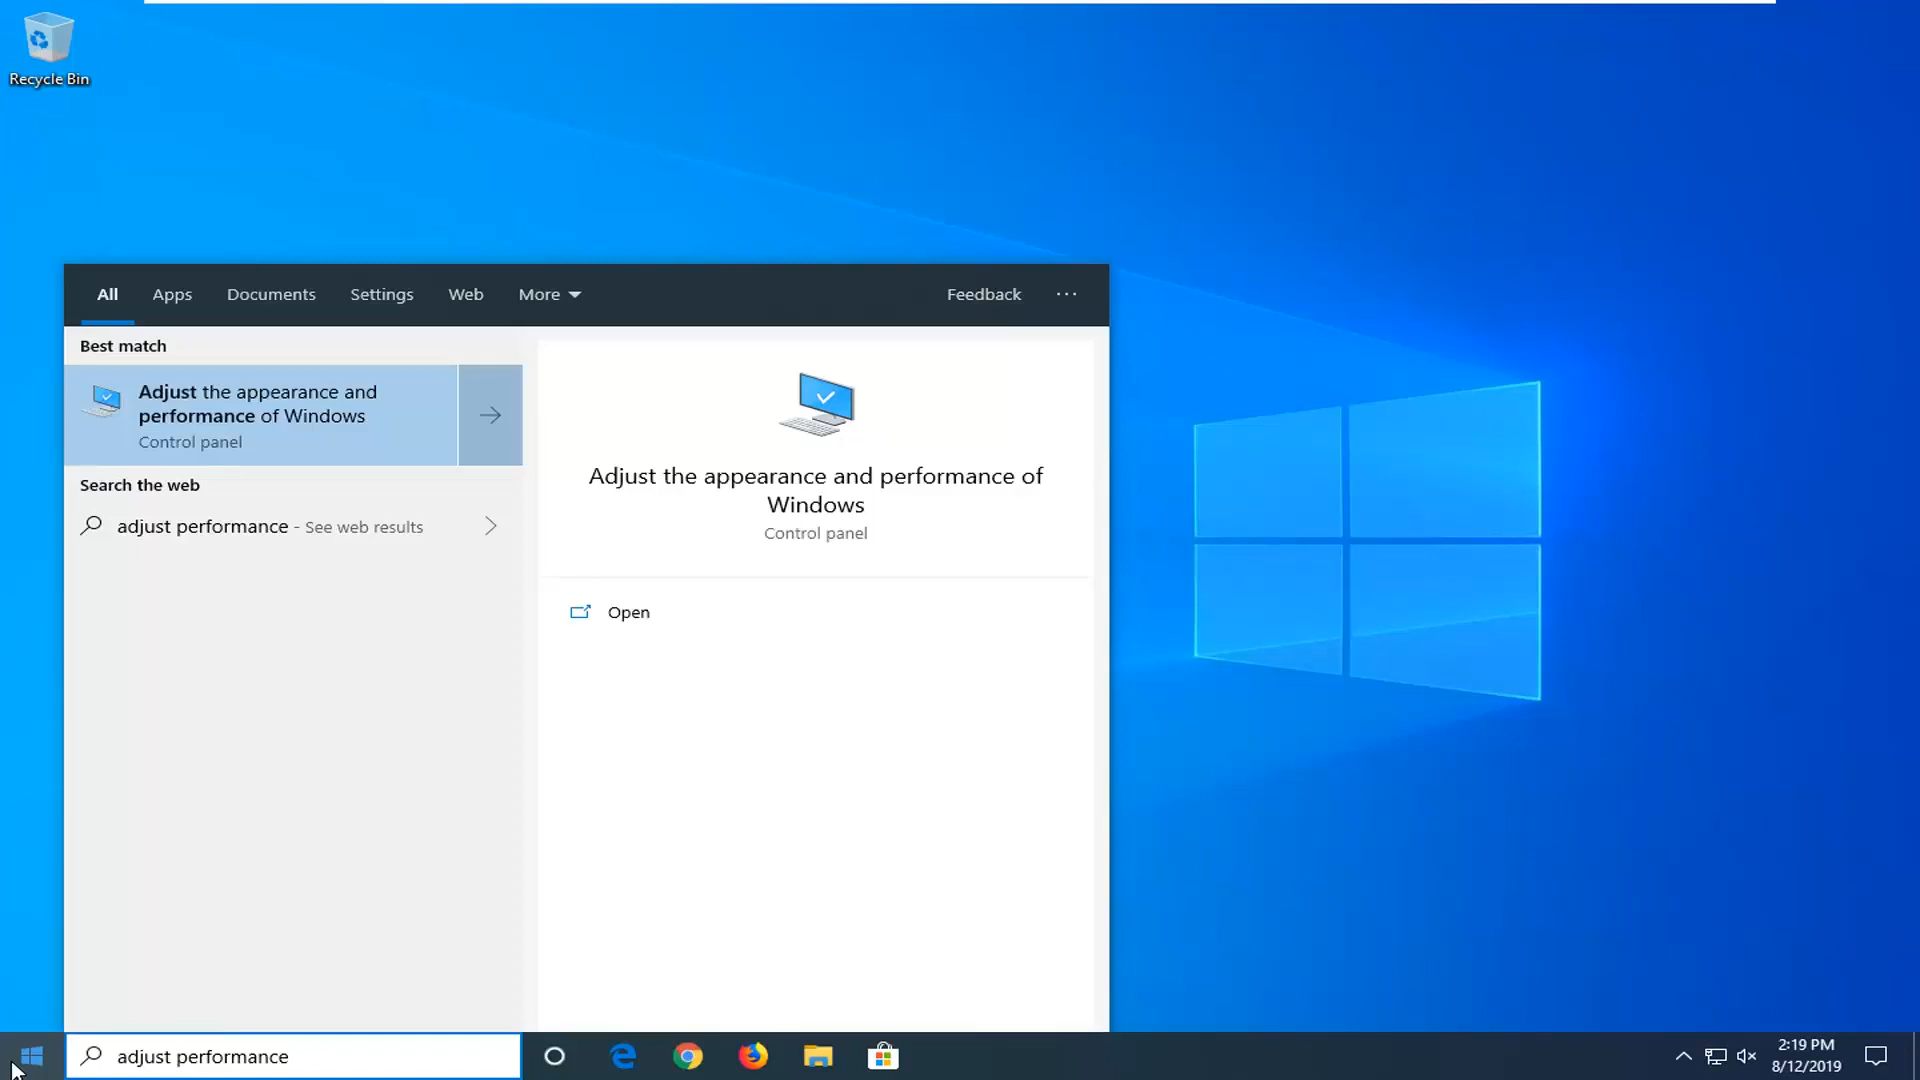 Recycle Bin
All Apps Documents Settings Web More Feedback ...
Best match
Adjust the appearance and
performance of Windows
Control panel
Search the web
adjust performance - See web results
Adjust the appearance and performance of
Windows
Control panel
Open
adjust performance
2:19 PM
8/12/2019